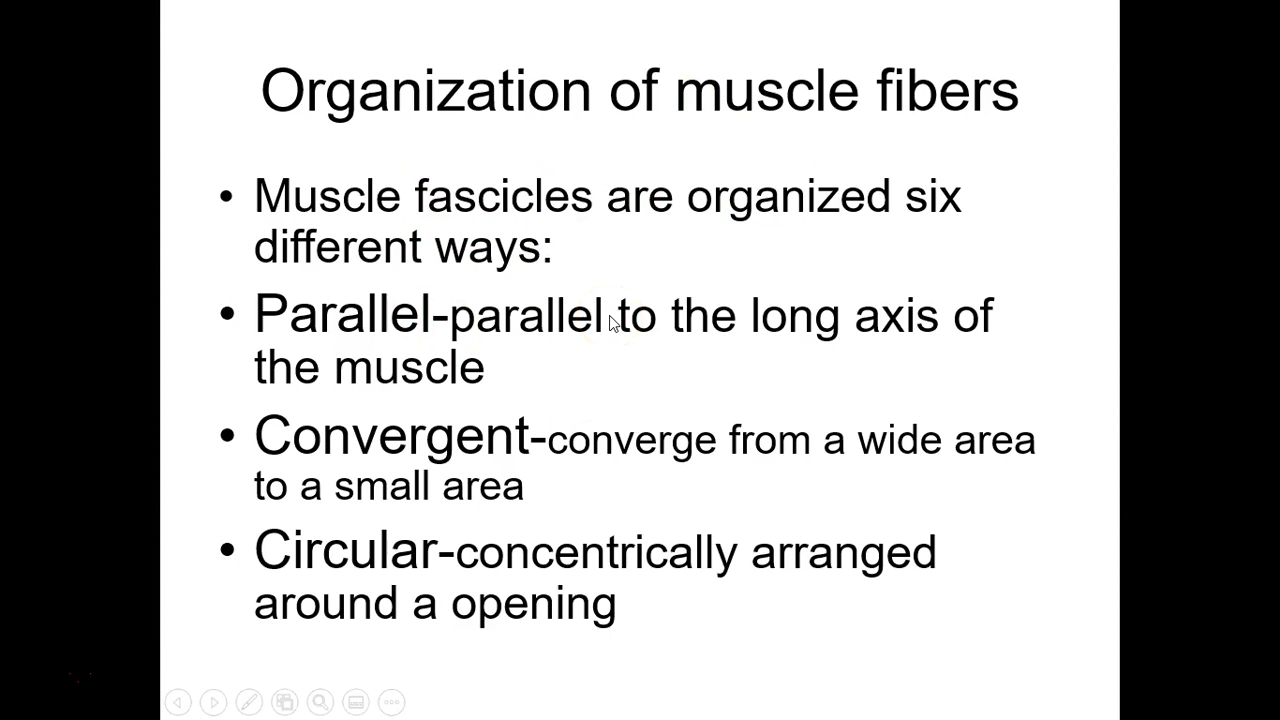 Organization of muscle fibers
• Muscle fascicles are organized six
different ways:
• Parallel-parallel to the long axis of
the muscle
• Convergent-converge from a wide area
to a small area
• Circular-concentrically arranged
around a opening